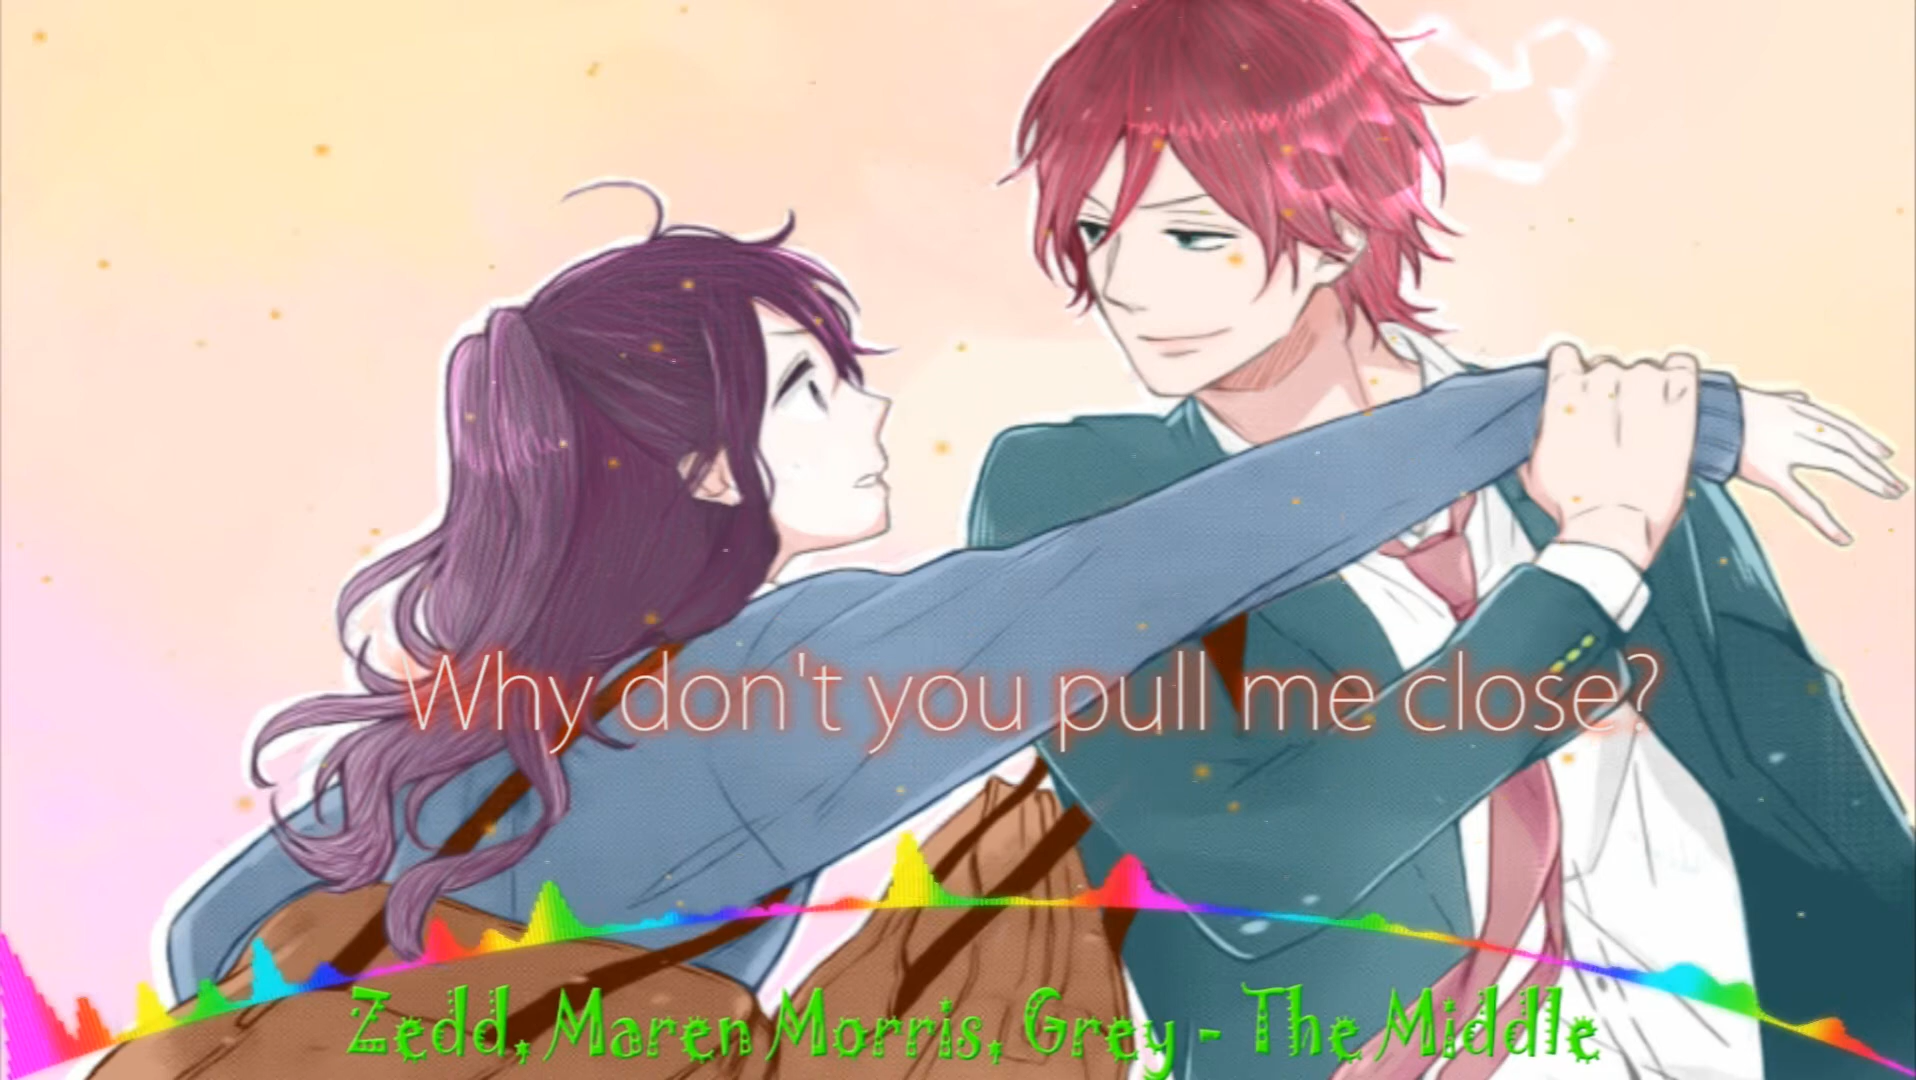 Why don't you pull me close?
Zedd, Maren Morris, Grey - The Middle